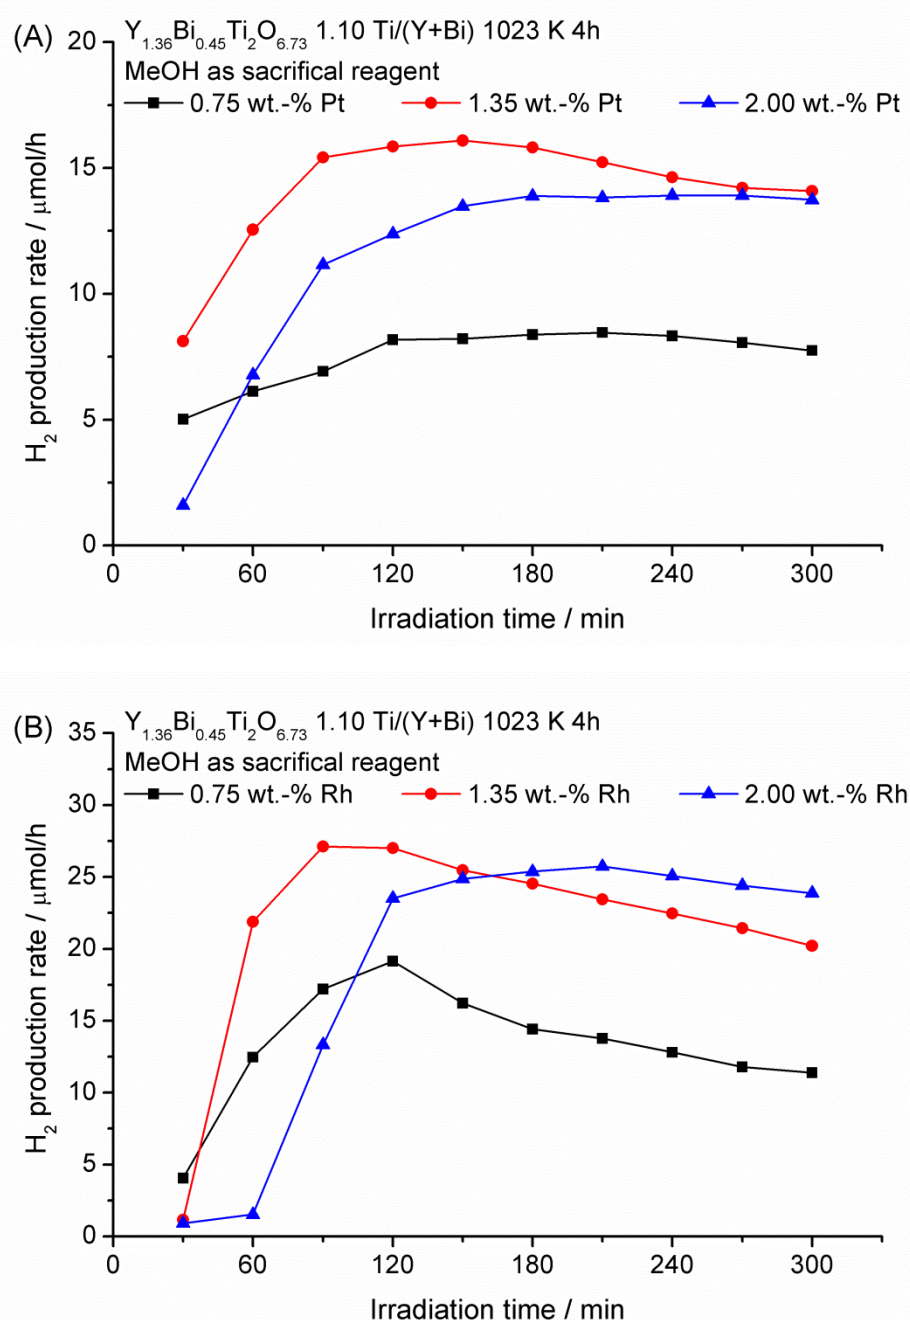 (A)
Y1.36Bi0.45Ti2O6.73 1.10 Ti/(Y+Bi) 1023 K 4h
MeOH as sacrifical reagent
0.75 wt.-% Pt 1.35 wt.-% Pt 2.00 wt.-% Pt
H2 production rate / μmol/h
20
15
10
5
0
0 60 120 180 240 300
Irradiation time / min
(B)
Y1.36Bi0.45Ti2O6.73 1.10 Ti/(Y+Bi) 1023 K 4h
MeOH as sacrifical reagent
0.75 wt.-% Rh 1.35 wt.-% Rh 2.00 wt.-% Rh
H2 production rate / μmol/h
35
30
25
20
15
10
5
0
0 60 120 180 240 300
Irradiation time / min